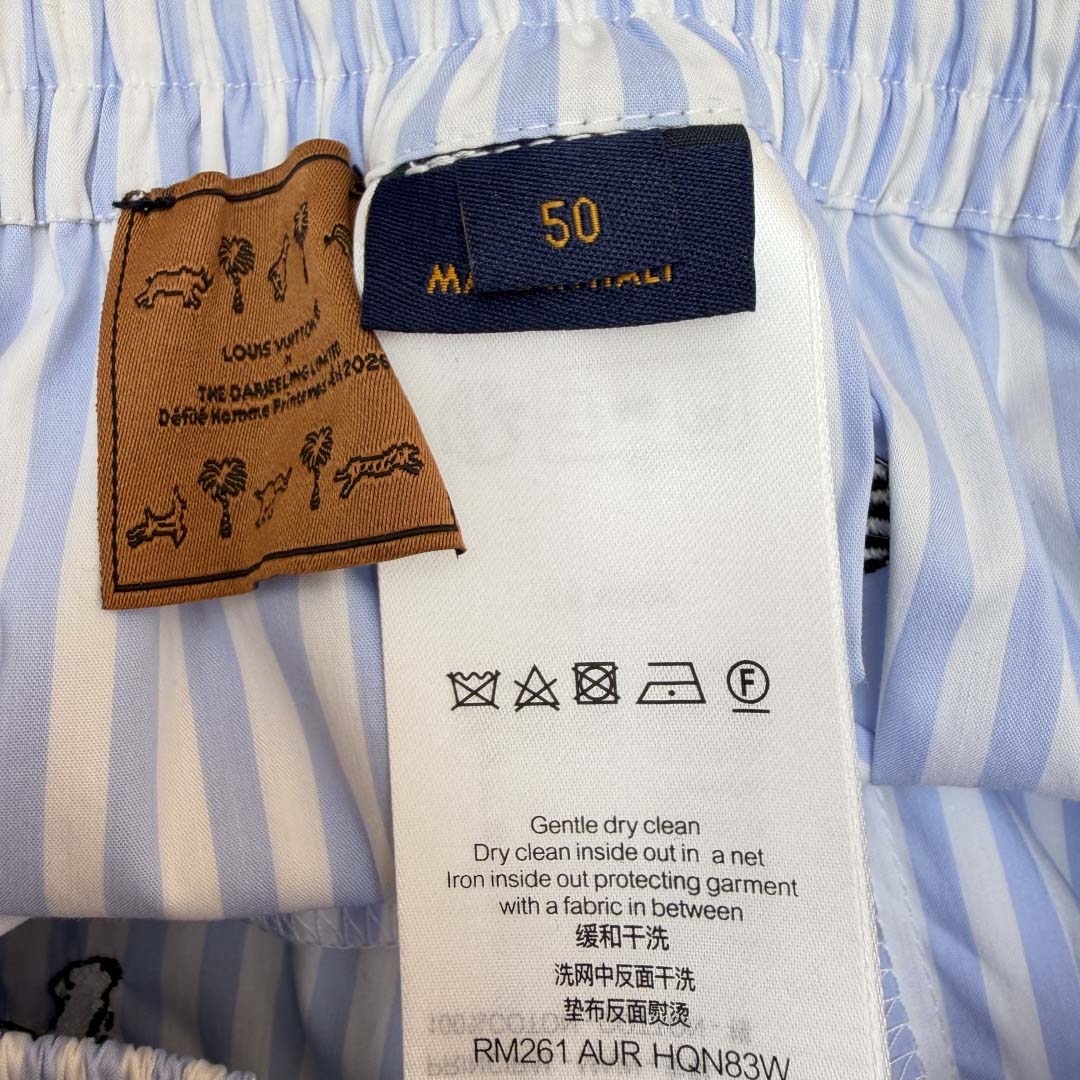 50
LOUIS VUITTON
×
THE DARJEELING LIMITED
Défilé Homme Printemps-Été 2026
Gentle dry clean
Dry clean inside out in a net
Iron inside out protecting garment
with a fabric in between
缓和干洗
洗网中反面干洗
垫布反面熨烫
RM261 AUR HQN83W
F